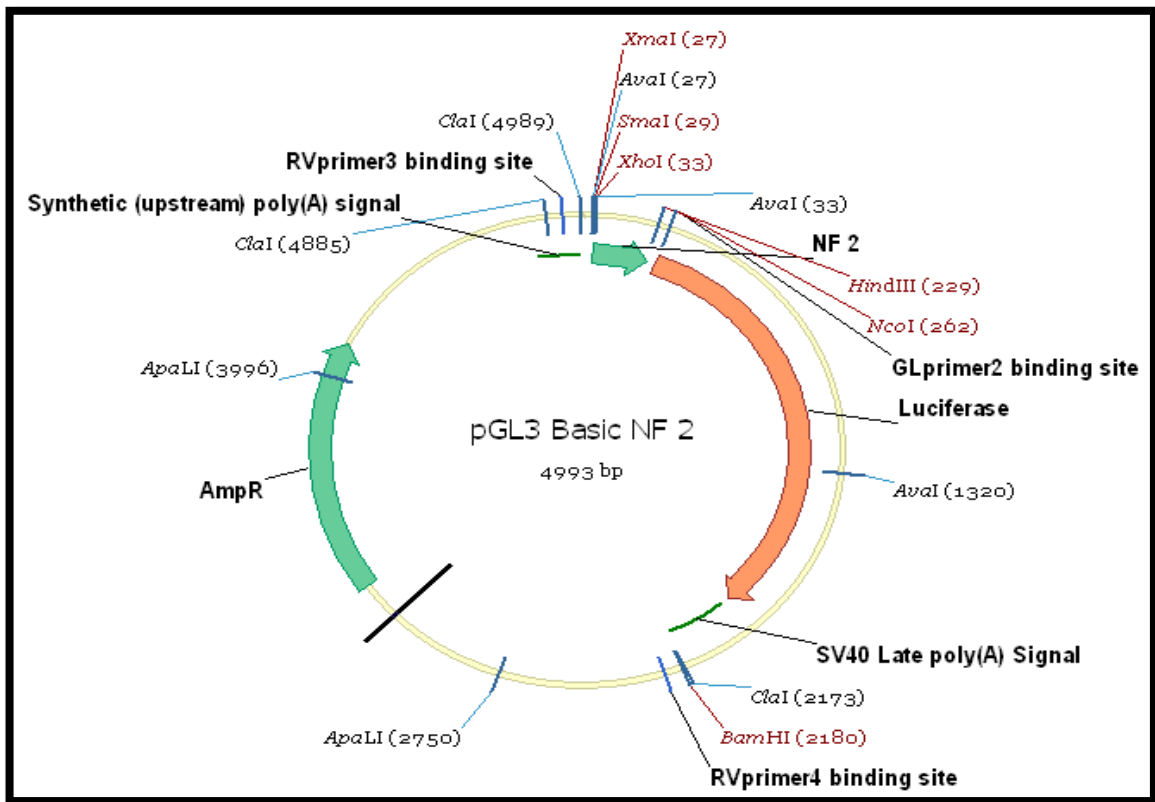 XmaI (27)
AvaI (27)
ClaI (4989)
SmaI (29)
RVprimer3 binding site
XhoI (33)
Synthetic (upstream) poly(A) signal
AvaI (33)
ClaI (4885)
NF 2
HindIII (229)
NcoI (262)
ApaLI (3996)
GLprimer2 binding site
Luciferase
pGL3 Basic NF 2
4993 bp
AmpR
AvaI (1320)
SV40 Late poly(A) Signal
ClaI (2173)
ApaLI (2750)
BamHI (2180)
RVprimer4 binding site